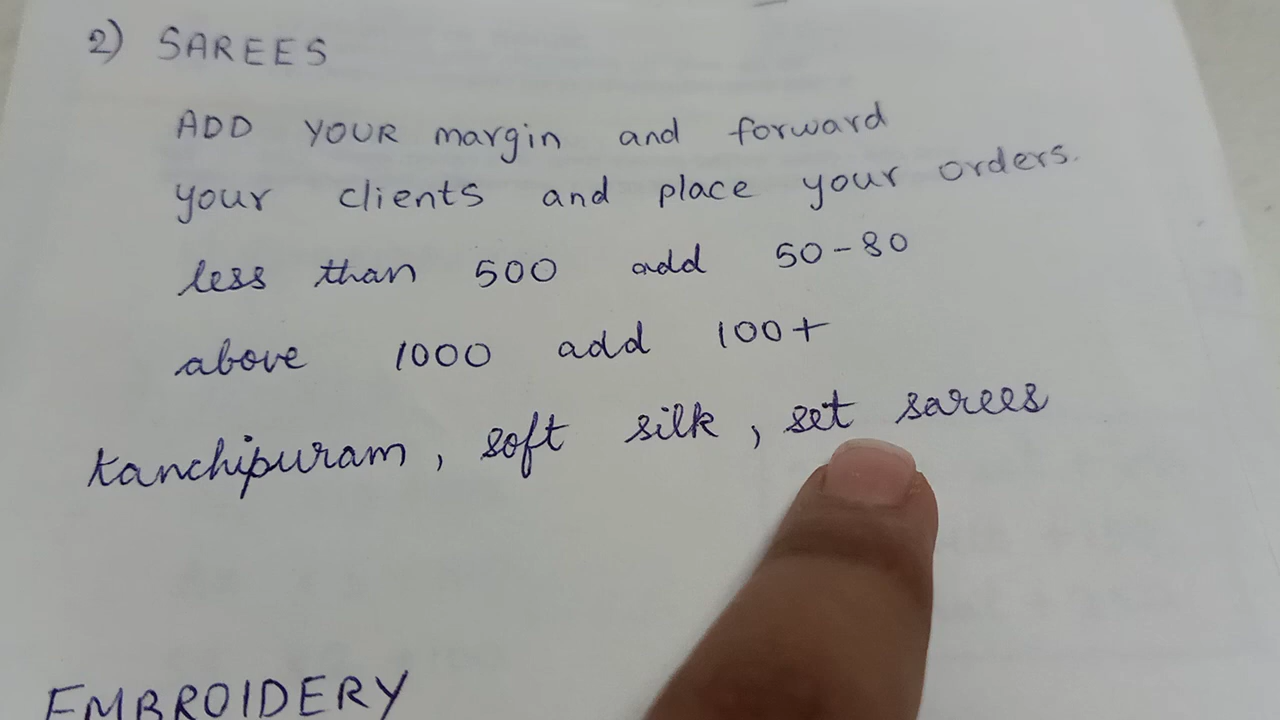 2) SAREES
ADD YOUR margin and forward
your clients and place your orders.
less than 500 add 50-80
above 1000 add 100+
kanchipuram, soft silk, set sarees
EMBROIDERY